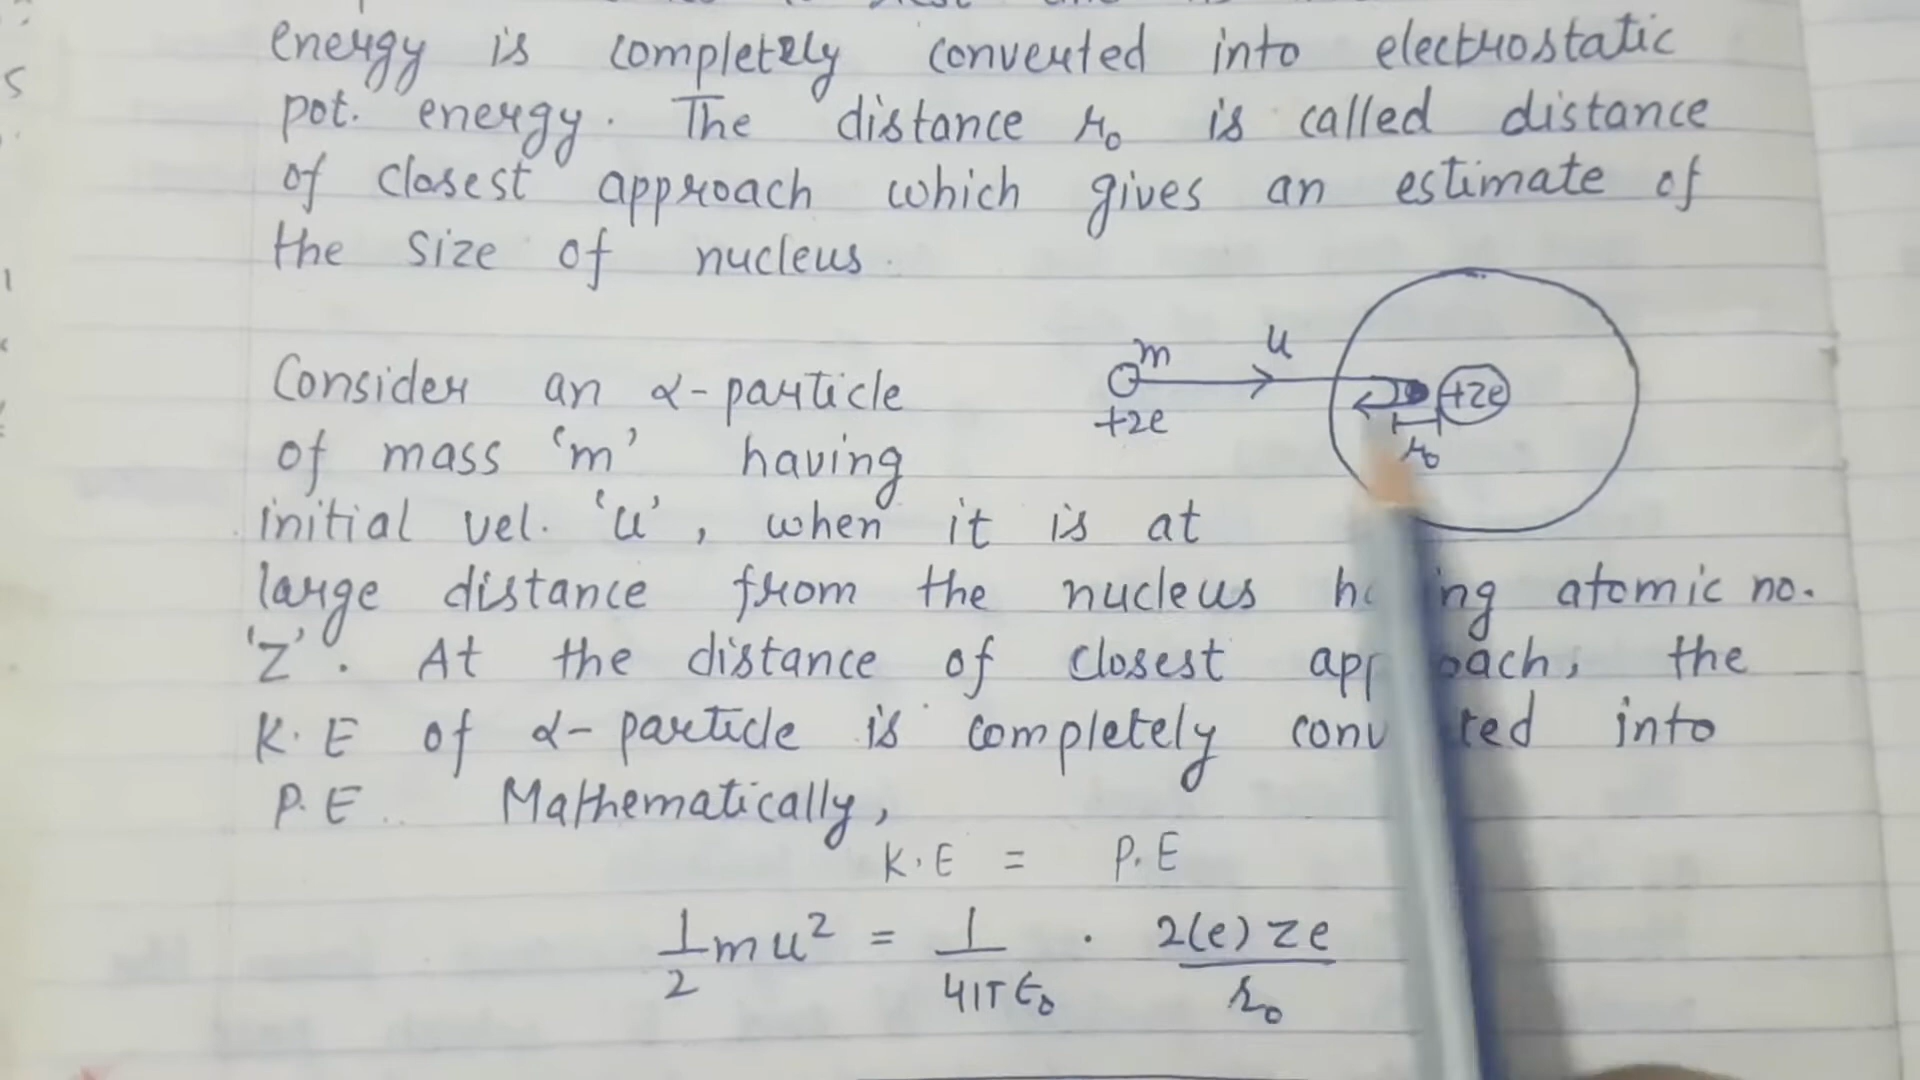 energy is completely converted into electrostatic
pot. energy. The distance r₀ is called distance
of closest approach which gives an estimate of
the size of nucleus.
m u
+2e +Ze r₀
Consider an α-particle
of mass 'm' having
initial vel. 'u', when it is at
large distance from the nucleus ha ing atomic no.
'Z'. At the distance of closest app oach, the
K.E of α-particle is completely conv ted into
P.E. Mathematically,
K.E = P.E
1/2 mu² = 1/4πε₀ · 2(e)ze/r₀